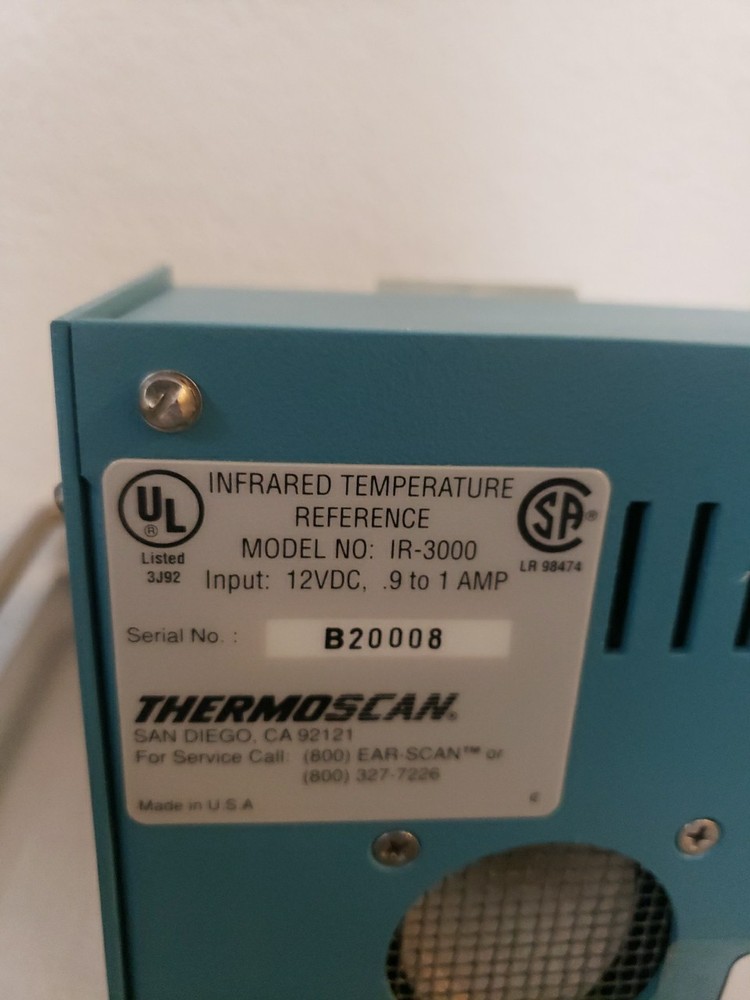 UL
®
Listed
3J92
INFRARED TEMPERATURE
REFERENCE
MODEL NO: IR-3000
Input: 12VDC, .9 to 1 AMP
SA ®
LR 98474
Serial No. : B20008
THERMOSCAN®
SAN DIEGO, CA 92121
For Service Call: (800) EAR-SCAN™ or
(800) 327-7226
Made in U.S.A